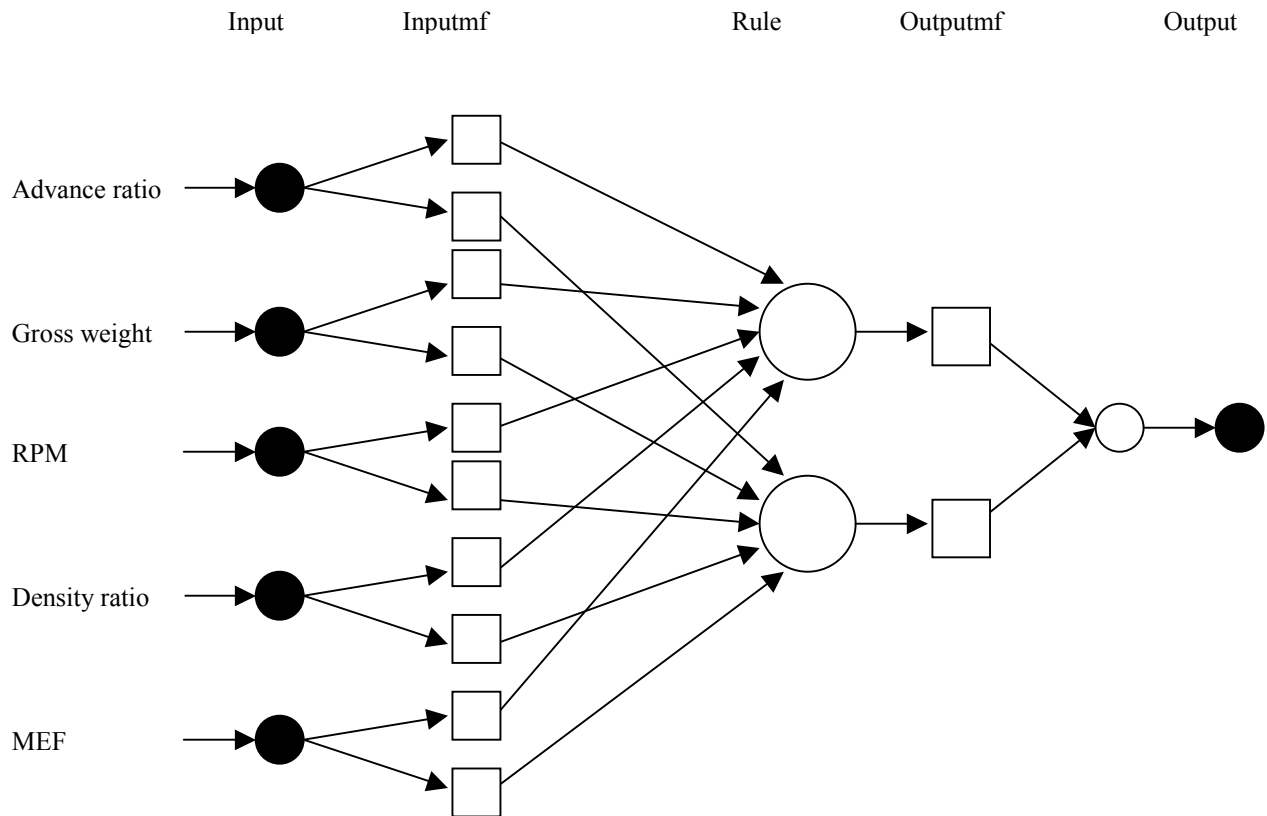 Input Inputmf Rule Outputmf Output
Advance ratio
Gross weight
RPM
Density ratio
MEF